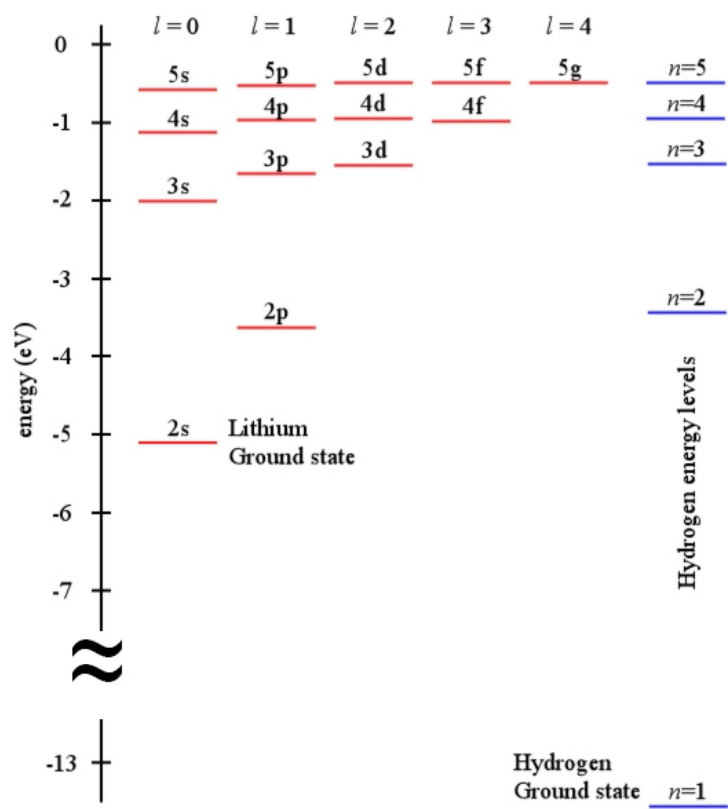 l = 0 l = 1 l = 2 l = 3 l = 4
0
5s 5p 5d 5f 5g n=5
4s 4p 4d 4f n=4
-1
3s 3p 3d n=3
-2
-3
2p n=2
-4
energy (eV)
Hydrogen energy levels
2s Lithium
Ground state
-5
-6
-7
≈
-13
Hydrogen
Ground state n=1